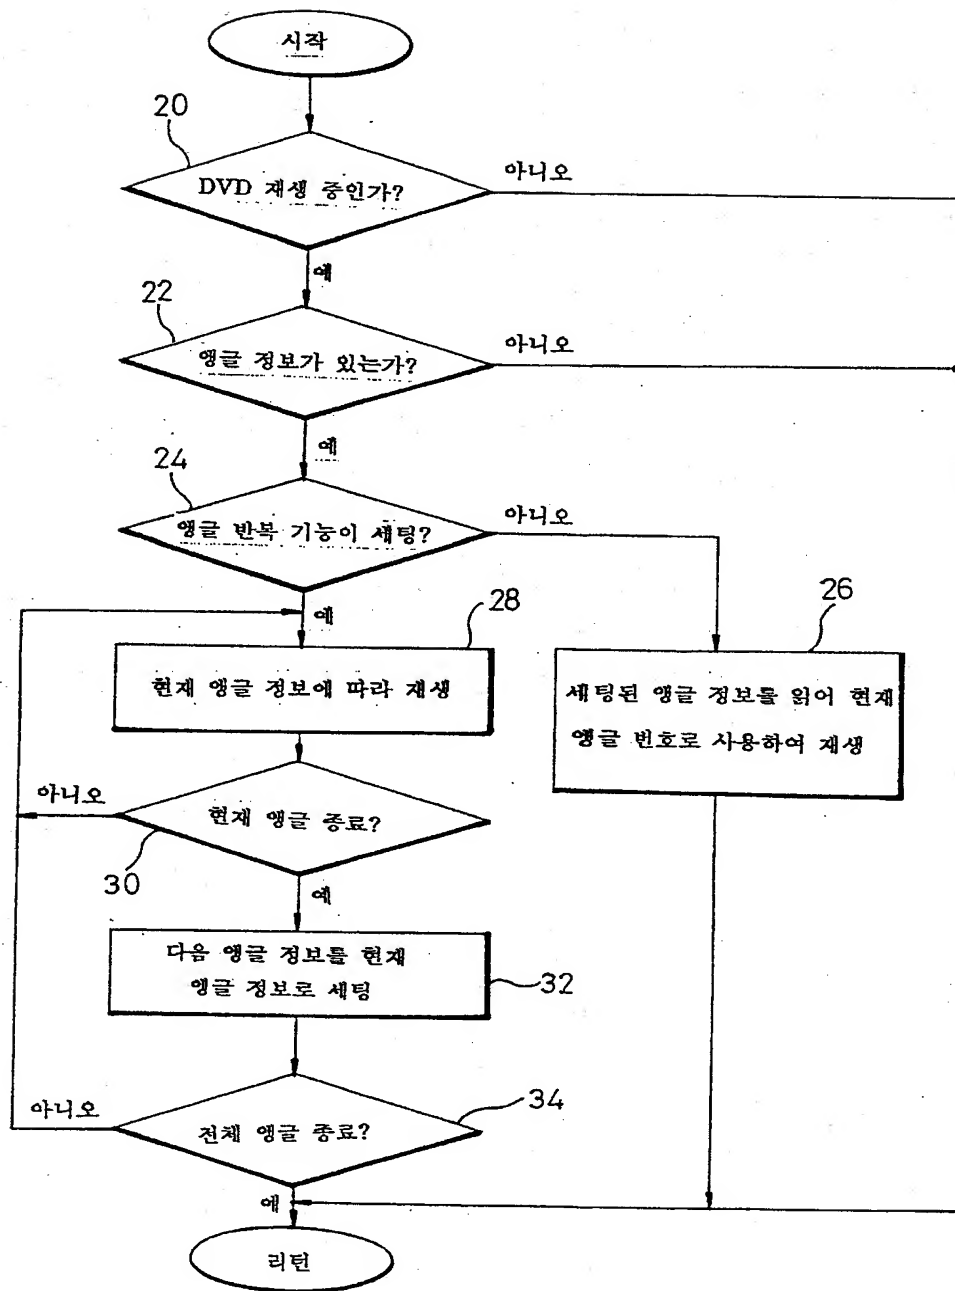 시작
20
DVD 재생 중인가?
아니오
예
22
앵글 정보가 있는가?
아니오
예
24
앵글 반복 기능이 세팅?
아니오
예
28
현재 앵글 정보에 따라 재생
26
세팅된 앵글 정보를 읽어 현재
앵글 번호로 사용하여 재생
아니오
현재 앵글 종료?
30
예
다음 앵글 정보를 현재
앵글 정보로 세팅
32
아니오
전체 앵글 종료?
34
예
리턴